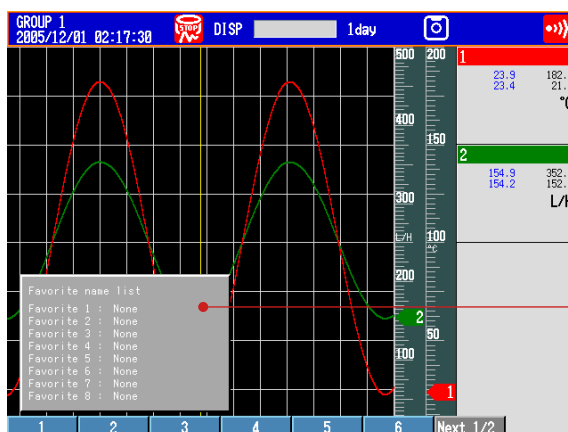 GROUP 1
2005/12/01 02:17:30
STOP
DISP
1day
500
200
400
150
300
L/H
100
°C
200
50
100
2
1
1
23.9
182.
23.4
21.
°C
2
154.9
352.
154.2
152.
L/H
Favorite name list
Favorite 1 : None
Favorite 2 : None
Favorite 3 : None
Favorite 4 : None
Favorite 5 : None
Favorite 6 : None
Favorite 7 : None
Favorite 8 : None
1
2
3
4
5
6
Next 1/2